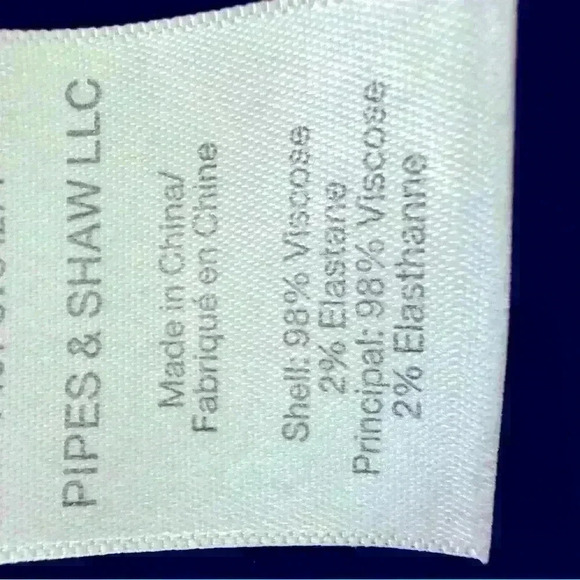 PIPES & SHAW LLC
Made in China/
Fabriqué en Chine
Shell: 98% Viscose
2% Elastane
Principal: 98% Viscose
2% Elasthanne